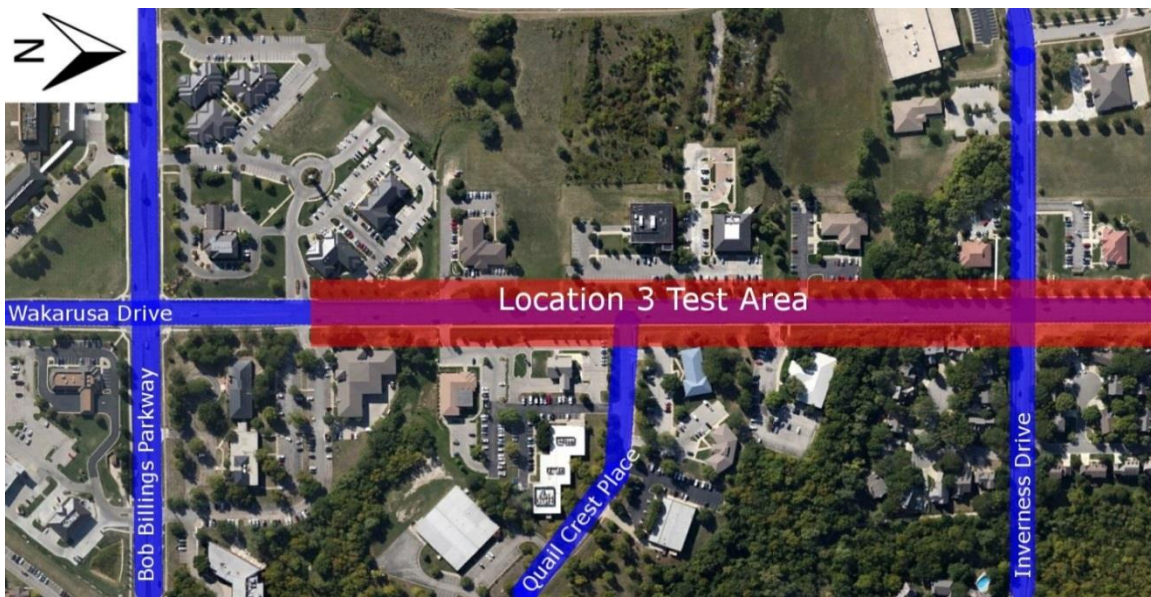 N
Location 3 Test Area
Wakarusa Drive
Bob Billings Parkway
Quail Crest Place
Inverness Drive